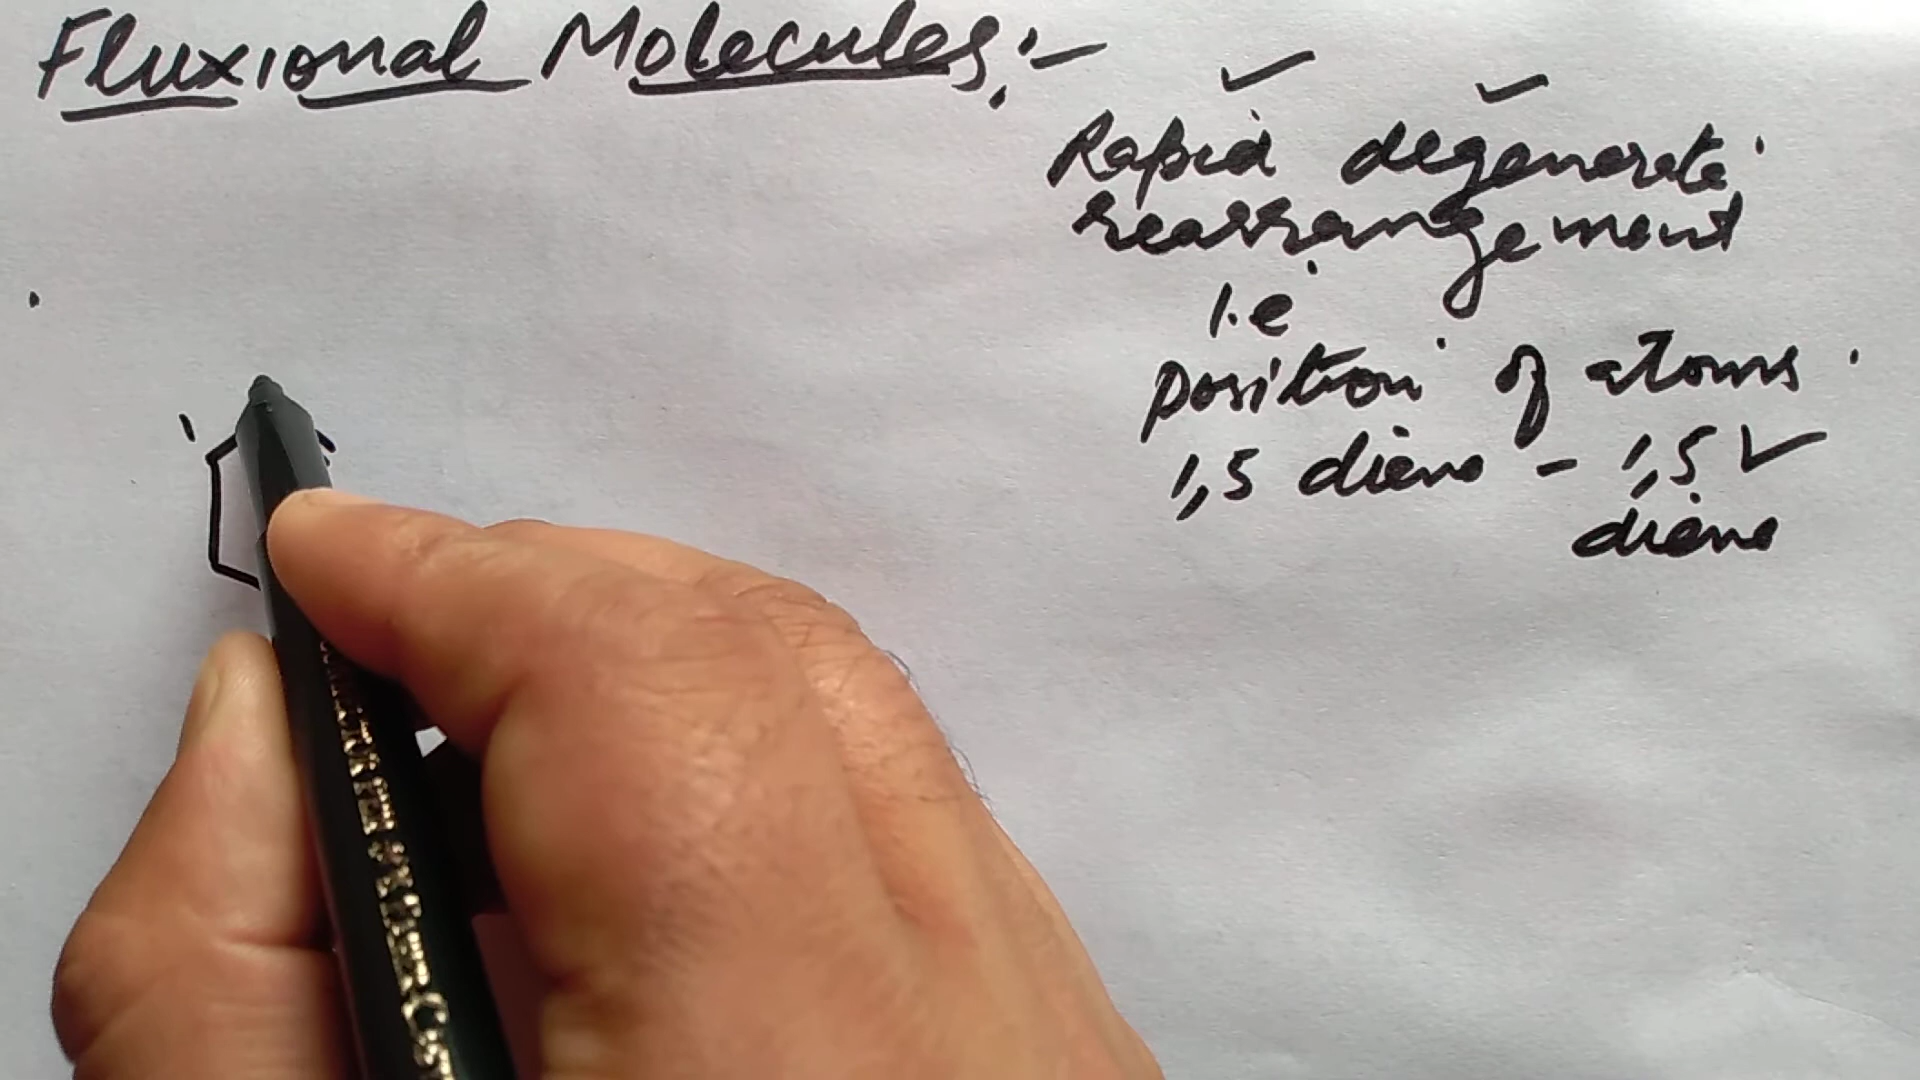 Fluxional Molecules:-
Rapid degenerate
rearrangement
i.e
position of atoms
1,5 diene - 1,5
diene